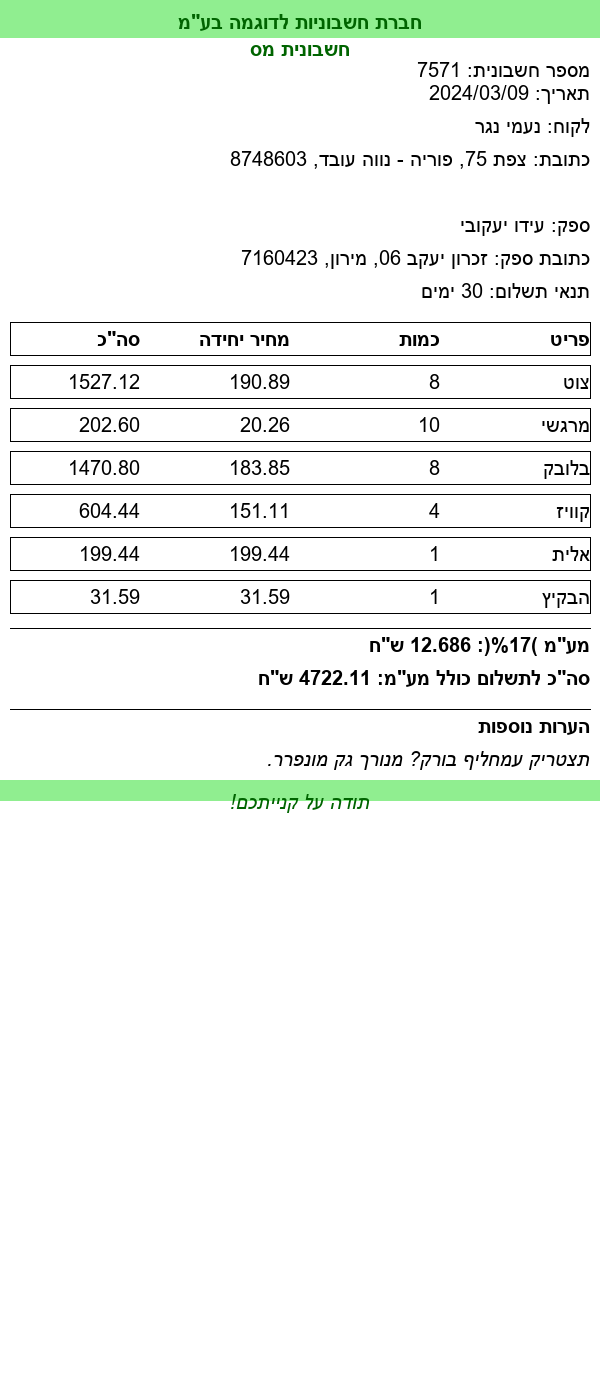 חברת חשבוניות לדוגמה בע"מ
חשבונית מס
מספר חשבונית: 7571
תאריך: 2024/03/09
לקוח: נעמי נגר
כתובת: צפת 75, פוריה - נווה עובד, 8748603
ספק: עידו יעקובי
כתובת ספק: זכרון יעקב 06, מירון, 7160423
תנאי תשלום: 30 ימים
פריט כמות מחיר יחידה סה"כ
צוט 8 190.89 1527.12
מרגשי 10 20.26 202.60
בלובק 8 183.85 1470.80
קוויז 4 151.11 604.44
אלית 1 199.44 199.44
הבקיץ 1 31.59 31.59
מע"מ )17%(: 12.686 ש"ח
סה"כ לתשלום כולל מע"מ: 4722.11 ש"ח
הערות נוספות
תצטריק עמחליף בורק? מנורך גק מונפרר.
תודה על קנייתכם!